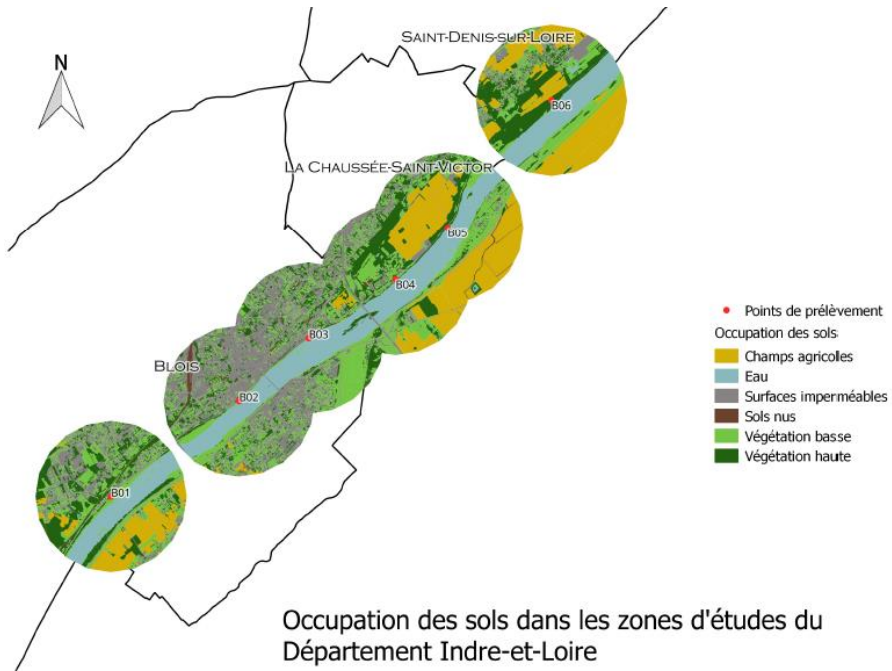 SAINT-DENIS-SUR-LOIRE
N
B06
LA CHAUSSÉE-SAINT-VICTOR
B05
B04
B03
BLOIS
B02
B01
Points de prélèvement
Occupation des sols
Champs agricoles
Eau
Surfaces imperméables
Sols nus
Végétation basse
Végétation haute
Occupation des sols dans les zones d'études du
Département Indre-et-Loire